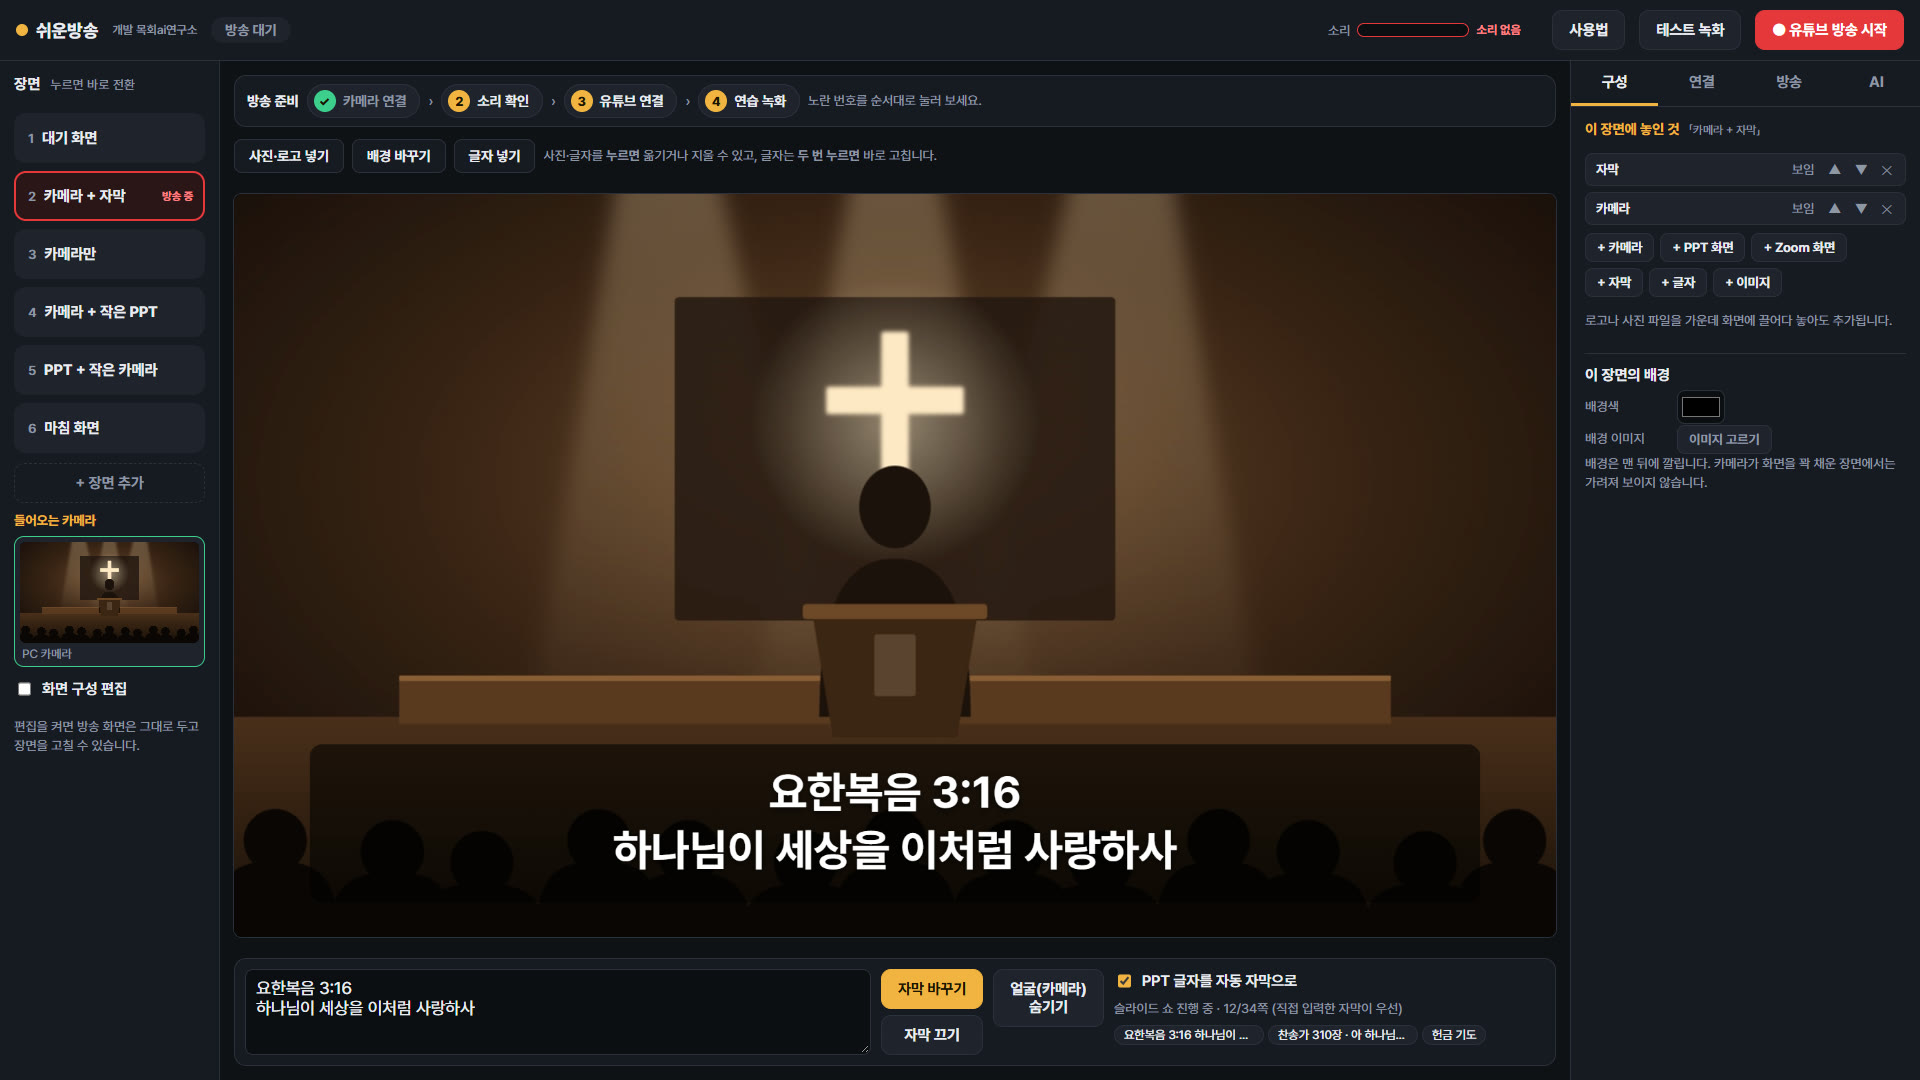 쉬운방송 개발 목회ai연구소 방송 대기
소리 소리 없음 사용법 테스트 녹화 유튜브 방송 시작
장면 누르면 바로 전환
1 대기 화면
2 카메라 + 자막 방송 중
3 카메라만
4 카메라 + 작은 PPT
5 PPT + 작은 카메라
6 마침 화면
+ 장면 추가
들어오는 카메라
PC 카메라
화면 구성 편집
편집을 켜면 방송 화면은 그대로 두고
장면을 고칠 수 있습니다.
방송 준비 카메라 연결 › 2 소리 확인 › 3 유튜브 연결 › 4 연습 녹화 노란 번호를 순서대로 눌러 보세요.
사진·로고 넣기 배경 바꾸기 글자 넣기 사진·글자를 누르면 옮기거나 지울 수 있고, 글자는 두 번 누르면 바로 고칩니다.
요한복음 3:16
하나님이 세상을 이처럼 사랑하사
요한복음 3:16
하나님이 세상을 이처럼 사랑하사
자막 바꾸기
자막 끄기
얼굴(카메라)
숨기기
PPT 글자를 자동 자막으로
슬라이드 쇼 진행 중 · 12/34쪽 (직접 입력한 자막이 우선)
요한복음 3:16 하나님이 ... 찬송가 310장 · 아 하나님... 헌금 기도
구성 연결 방송 AI
이 장면에 놓인 것 「카메라 + 자막」
자막 보임 ▲ ▼ ×
카메라 보임 ▲ ▼ ×
+ 카메라 + PPT 화면 + Zoom 화면
+ 자막 + 글자 + 이미지
로고나 사진 파일을 가운데 화면에 끌어다 놓아도 추가됩니다.
이 장면의 배경
배경색
배경 이미지 이미지 고르기
배경은 맨 뒤에 깔립니다. 카메라가 화면을 꽉 채운 장면에서는
가려져 보이지 않습니다.